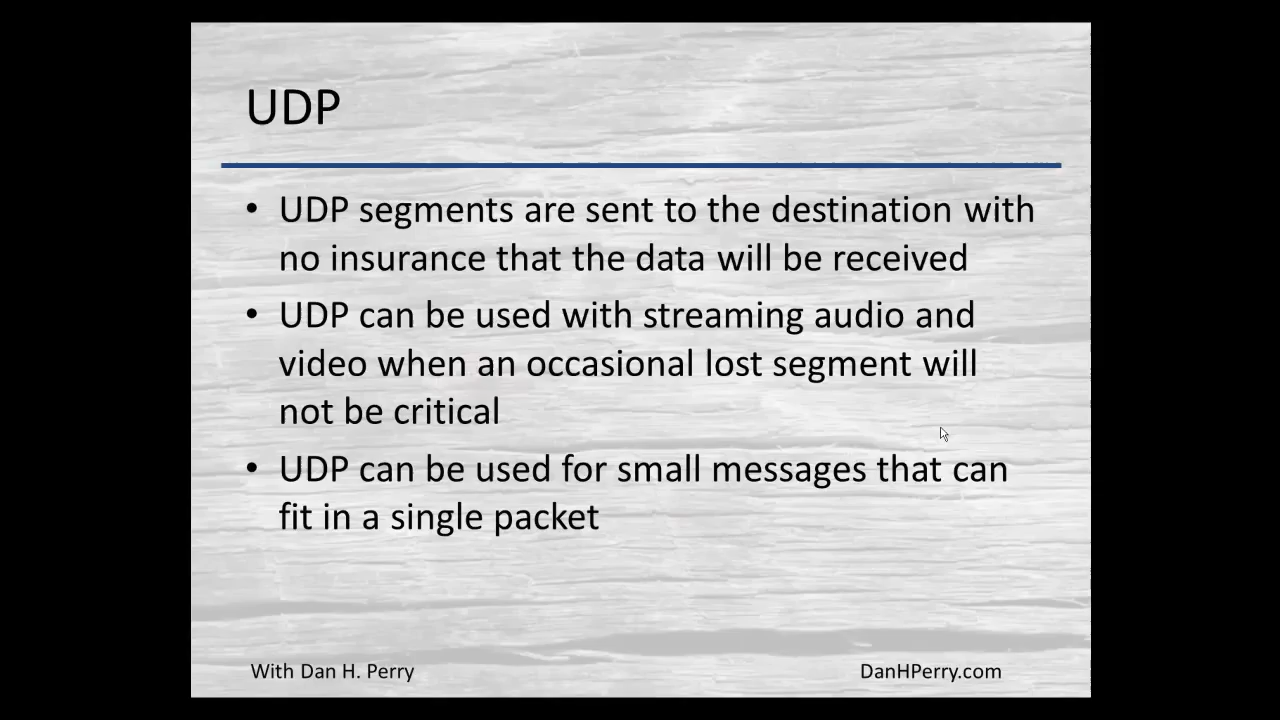 UDP
• UDP segments are sent to the destination with
no insurance that the data will be received
• UDP can be used with streaming audio and
video when an occasional lost segment will
not be critical
• UDP can be used for small messages that can
fit in a single packet
With Dan H. Perry
DanHPerry.com